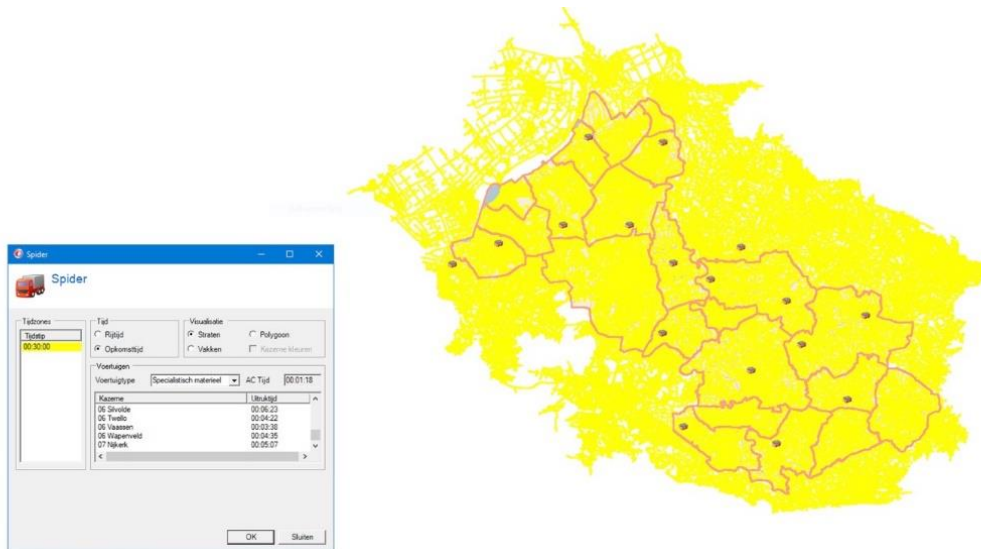 Spider
Spider
Tijdzones
Tijdstip
00:30:00
Tijd
Rijtijd
Opkomsttijd
Visualisatie
Straten
Polygoon
Vakken
Kazerne kleuren
Voertuigen
Voertuigtype Specialistisch materieel AC Tijd 00:01:18
Kazerne Uitruktijd
06 Silvolde 00:06:23
06 Twello 00:04:22
06 Vaassen 00:03:38
06 Wapenveld 00:04:35
07 Nijkerk 00:05:07
OK Sluiten